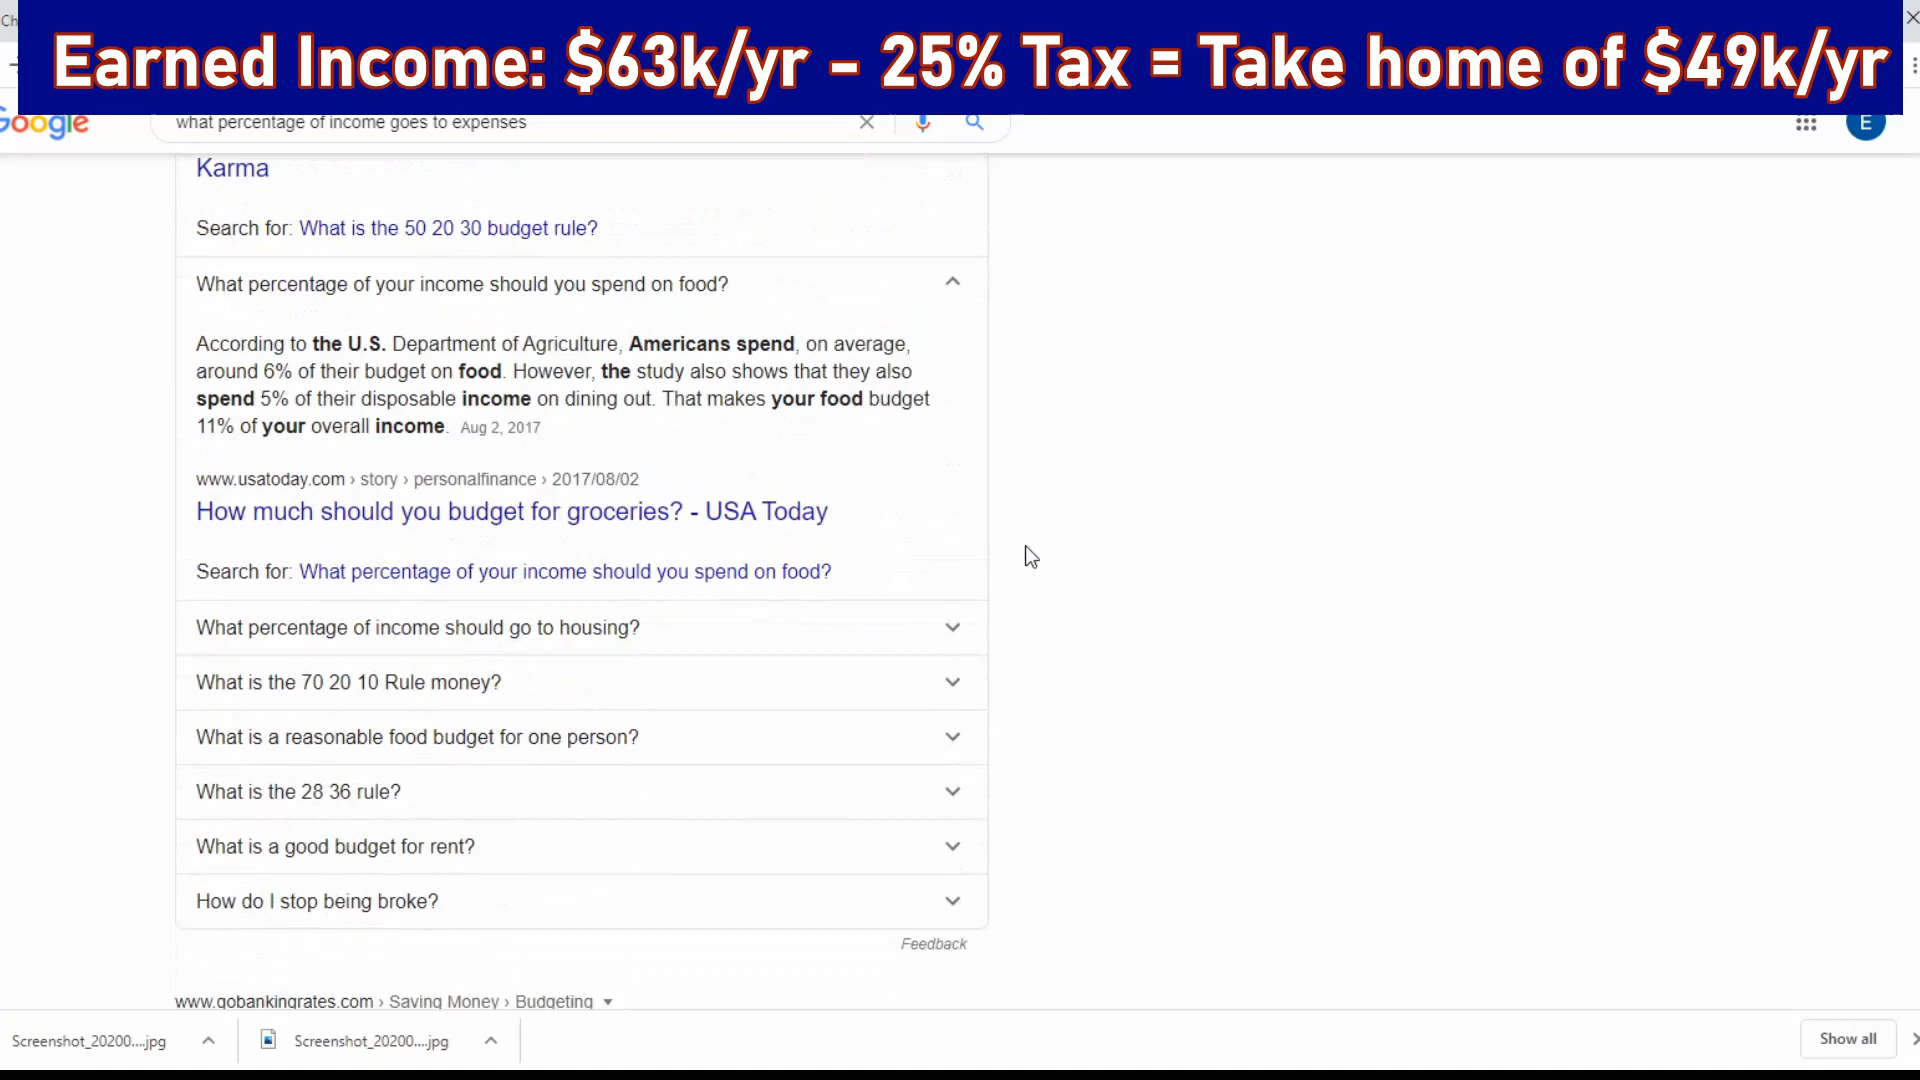 Ch
Earned Income: $63k/yr - 25% Tax = Take home of $49k/yr
Google
what percentage of income goes to expenses
E
Karma
Search for: What is the 50 20 30 budget rule?
What percentage of your income should you spend on food?
According to the U.S. Department of Agriculture, Americans spend, on average,
around 6% of their budget on food. However, the study also shows that they also
spend 5% of their disposable income on dining out. That makes your food budget
11% of your overall income. Aug 2, 2017
www.usatoday.com › story › personalfinance › 2017/08/02
How much should you budget for groceries? - USA Today
Search for: What percentage of your income should you spend on food?
What percentage of income should go to housing?
What is the 70 20 10 Rule money?
What is a reasonable food budget for one person?
What is the 28 36 rule?
What is a good budget for rent?
How do I stop being broke?
Feedback
www.gobankingrates.com › Saving Money › Budgeting
Screenshot_20200....jpg
Screenshot_20200....jpg
Show all